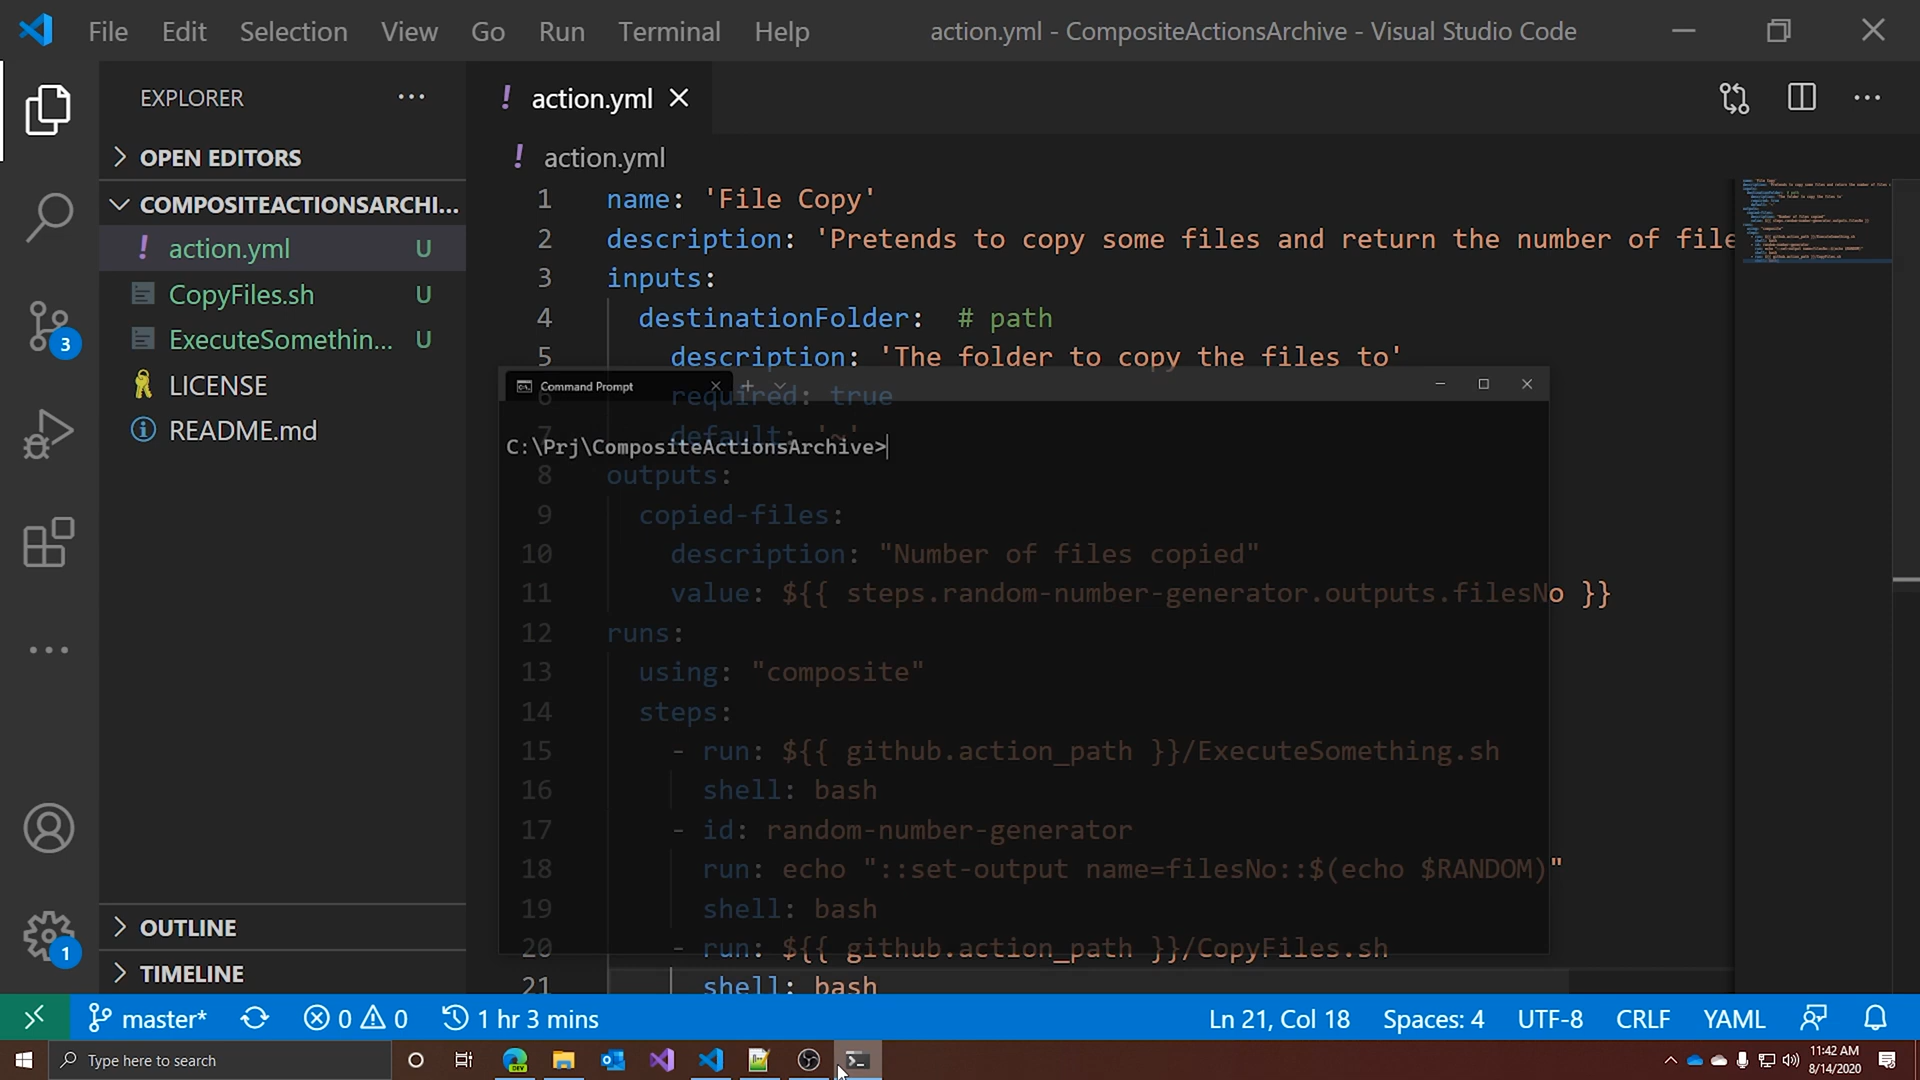 File Edit Selection View Go Run Terminal Help
action.yml - CompositeActionsArchive - Visual Studio Code
EXPLORER
OPEN EDITORS
COMPOSITEACTIONSARCHI...
! action.yml U
CopyFiles.sh U
ExecuteSomethin... U
LICENSE
README.md
OUTLINE
TIMELINE
3
1
! action.yml
! action.yml
1 name: 'File Copy'
2 description: 'Pretends to copy some files and return the number of file
3 inputs:
4 destinationFolder: # path
5 description: 'The folder to copy the files to'
6 required: true
7 default: '~'
8 outputs:
9 copied-files:
10 description: "Number of files copied"
11 value: ${{ steps.random-number-generator.outputs.filesNo }}
12 runs:
13 using: "composite"
14 steps:
15 - run: ${{ github.action_path }}/ExecuteSomething.sh
16 shell: bash
17 - id: random-number-generator
18 run: echo "::set-output name=filesNo::$(echo $RANDOM)"
19 shell: bash
20 - run: ${{ github.action_path }}/CopyFiles.sh
21 shell: bash
Command Prompt
C:\Prj\CompositeActionsArchive>
master* 0 0 1 hr 3 mins
Ln 21, Col 18 Spaces: 4 UTF-8 CRLF YAML
Type here to search
DEV
11:42 AM
8/14/2020